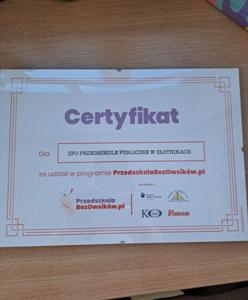 Certyfikat
Dla ZPO PRZEDSZKOLE PUBLICZNE W ZŁOTNIKACH
za udział w programie PrzedszkolaBezOwsików.pl
Przedszkola
BezOwsików.pl